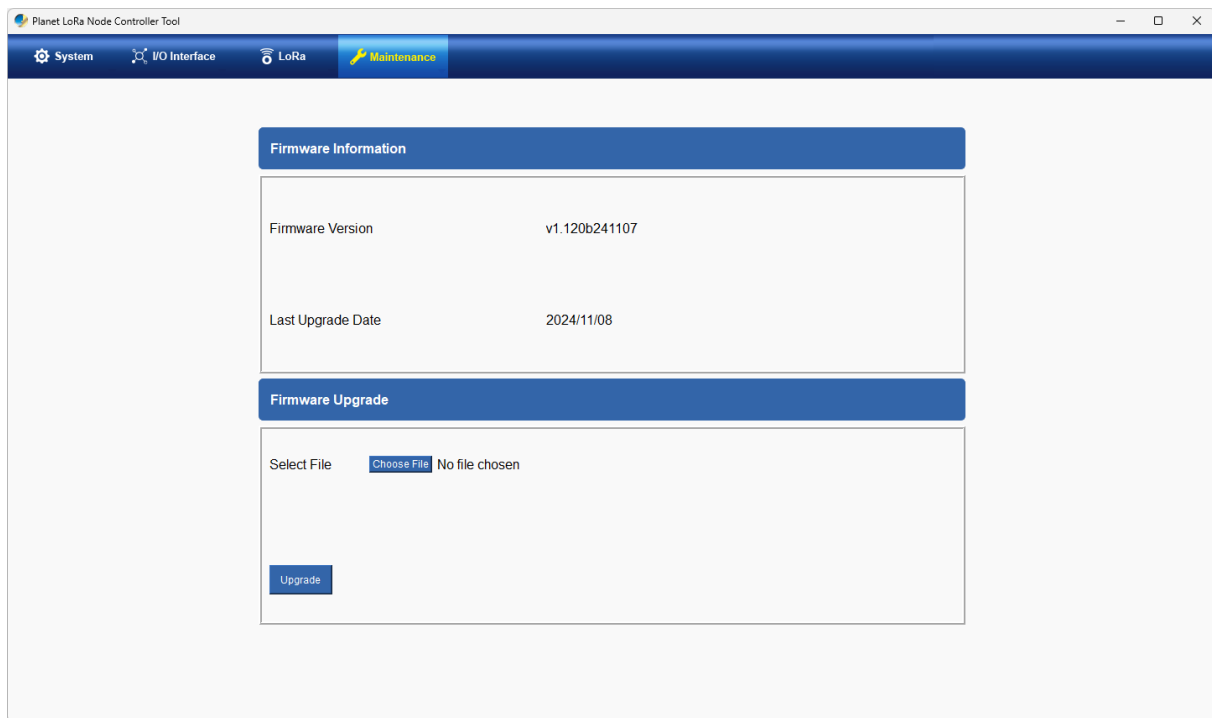 Planet LoRa Node Controller Tool
System I/O Interface LoRa Maintenance
Firmware Information
Firmware Version v1.120b241107
Last Upgrade Date 2024/11/08
Firmware Upgrade
Select File Choose File No file chosen
Upgrade